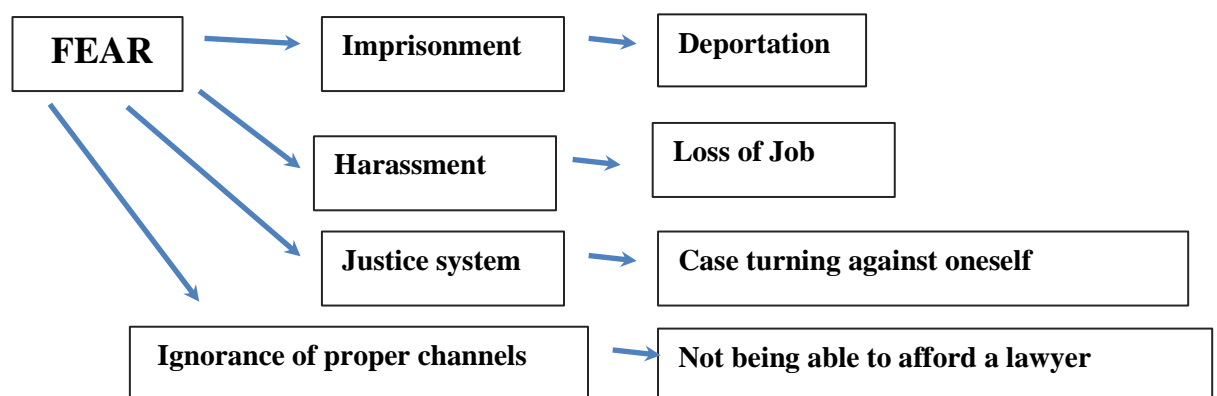 FEAR
Imprisonment
Deportation
Harassment
Loss of Job
Justice system
Case turning against oneself
Ignorance of proper channels
Not being able to afford a lawyer